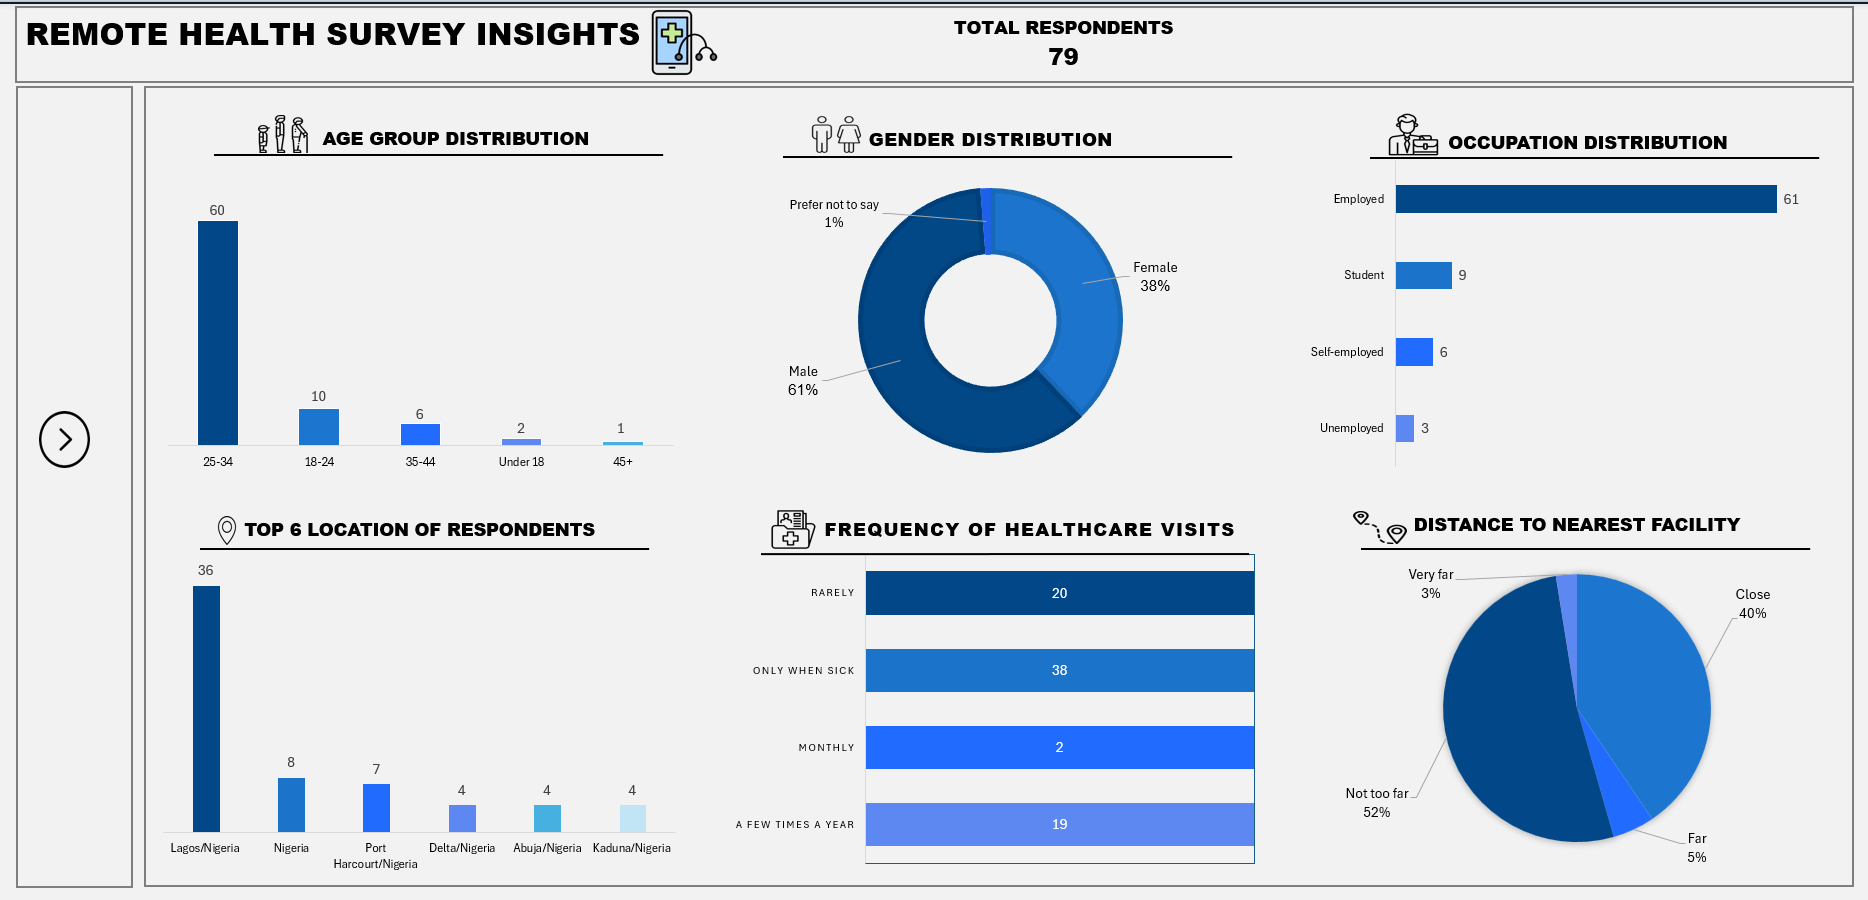 REMOTE HEALTH SURVEY INSIGHTS
TOTAL RESPONDENTS
79
AGE GROUP DISTRIBUTION
60
10
6
2
1
25-34
18-24
35-44
Under 18
45+
GENDER DISTRIBUTION
Prefer not to say
1%
Female
38%
Male
61%
OCCUPATION DISTRIBUTION
Employed
61
Student
9
Self-employed
6
Unemployed
3
TOP 6 LOCATION OF RESPONDENTS
36
8
7
4
4
4
Lagos/Nigeria
Nigeria
Port
Harcourt/Nigeria
Delta/Nigeria
Abuja/Nigeria
Kaduna/Nigeria
FREQUENCY OF HEALTHCARE VISITS
RARELY
20
ONLY WHEN SICK
38
MONTHLY
2
A FEW TIMES A YEAR
19
DISTANCE TO NEAREST FACILITY
Very far
3%
Close
40%
Not too far
52%
Far
5%